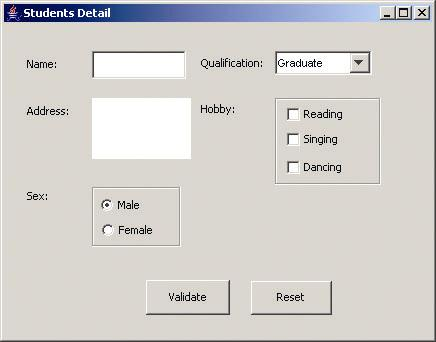 Students Detail
Name:
Qualification:
Graduate
Address:
Hobby:
Reading
Singing
Dancing
Sex:
Male
Female
Validate
Reset